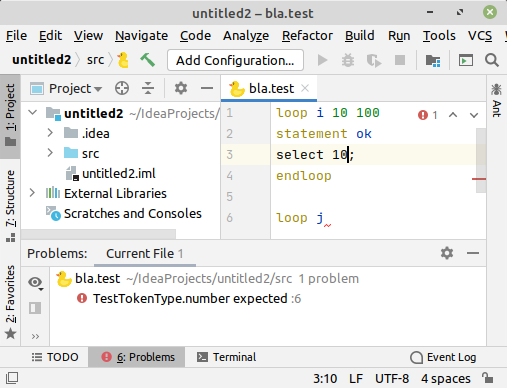 untitled2 – bla.test
File Edit View Navigate Code Analyze Refactor Build Run Tools VCS
untitled2 src Add Configuration...
1: Project
Project
bla.test
untitled2 ~/IdeaProjects/
.idea
src
untitled2.iml
External Libraries
Scratches and Consoles
1 loop i 10 100
2 statement ok
3 select 10;
4 endloop
5
6 loop j
1
Ant
7: Structure
2: Favorites
Problems: Current File 1
bla.test ~/IdeaProjects/untitled2/src 1 problem
TestTokenType.number expected :6
TODO 6: Problems Terminal Event Log
3:10 LF UTF-8 4 spaces